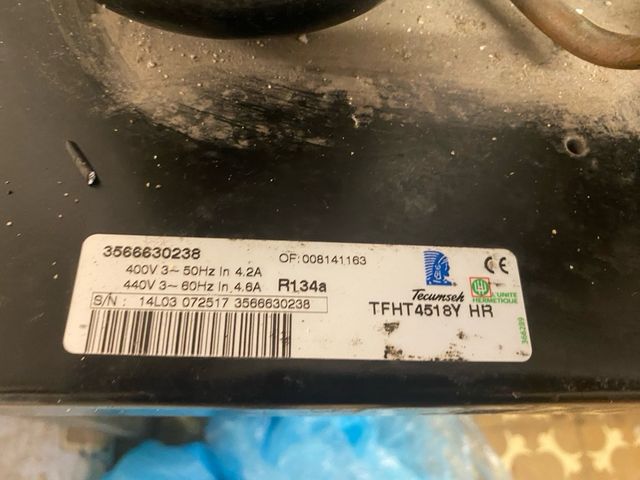 3566630238
OF: 008141163
400V 3~ 50Hz In 4.2A
440V 3~ 60Hz In 4.6A R134a
S/N : 14L03 072517 3566630238
Tecumseh
TFHT4518Y HR
CE
L'UNITE
HERMETIQUE
366289